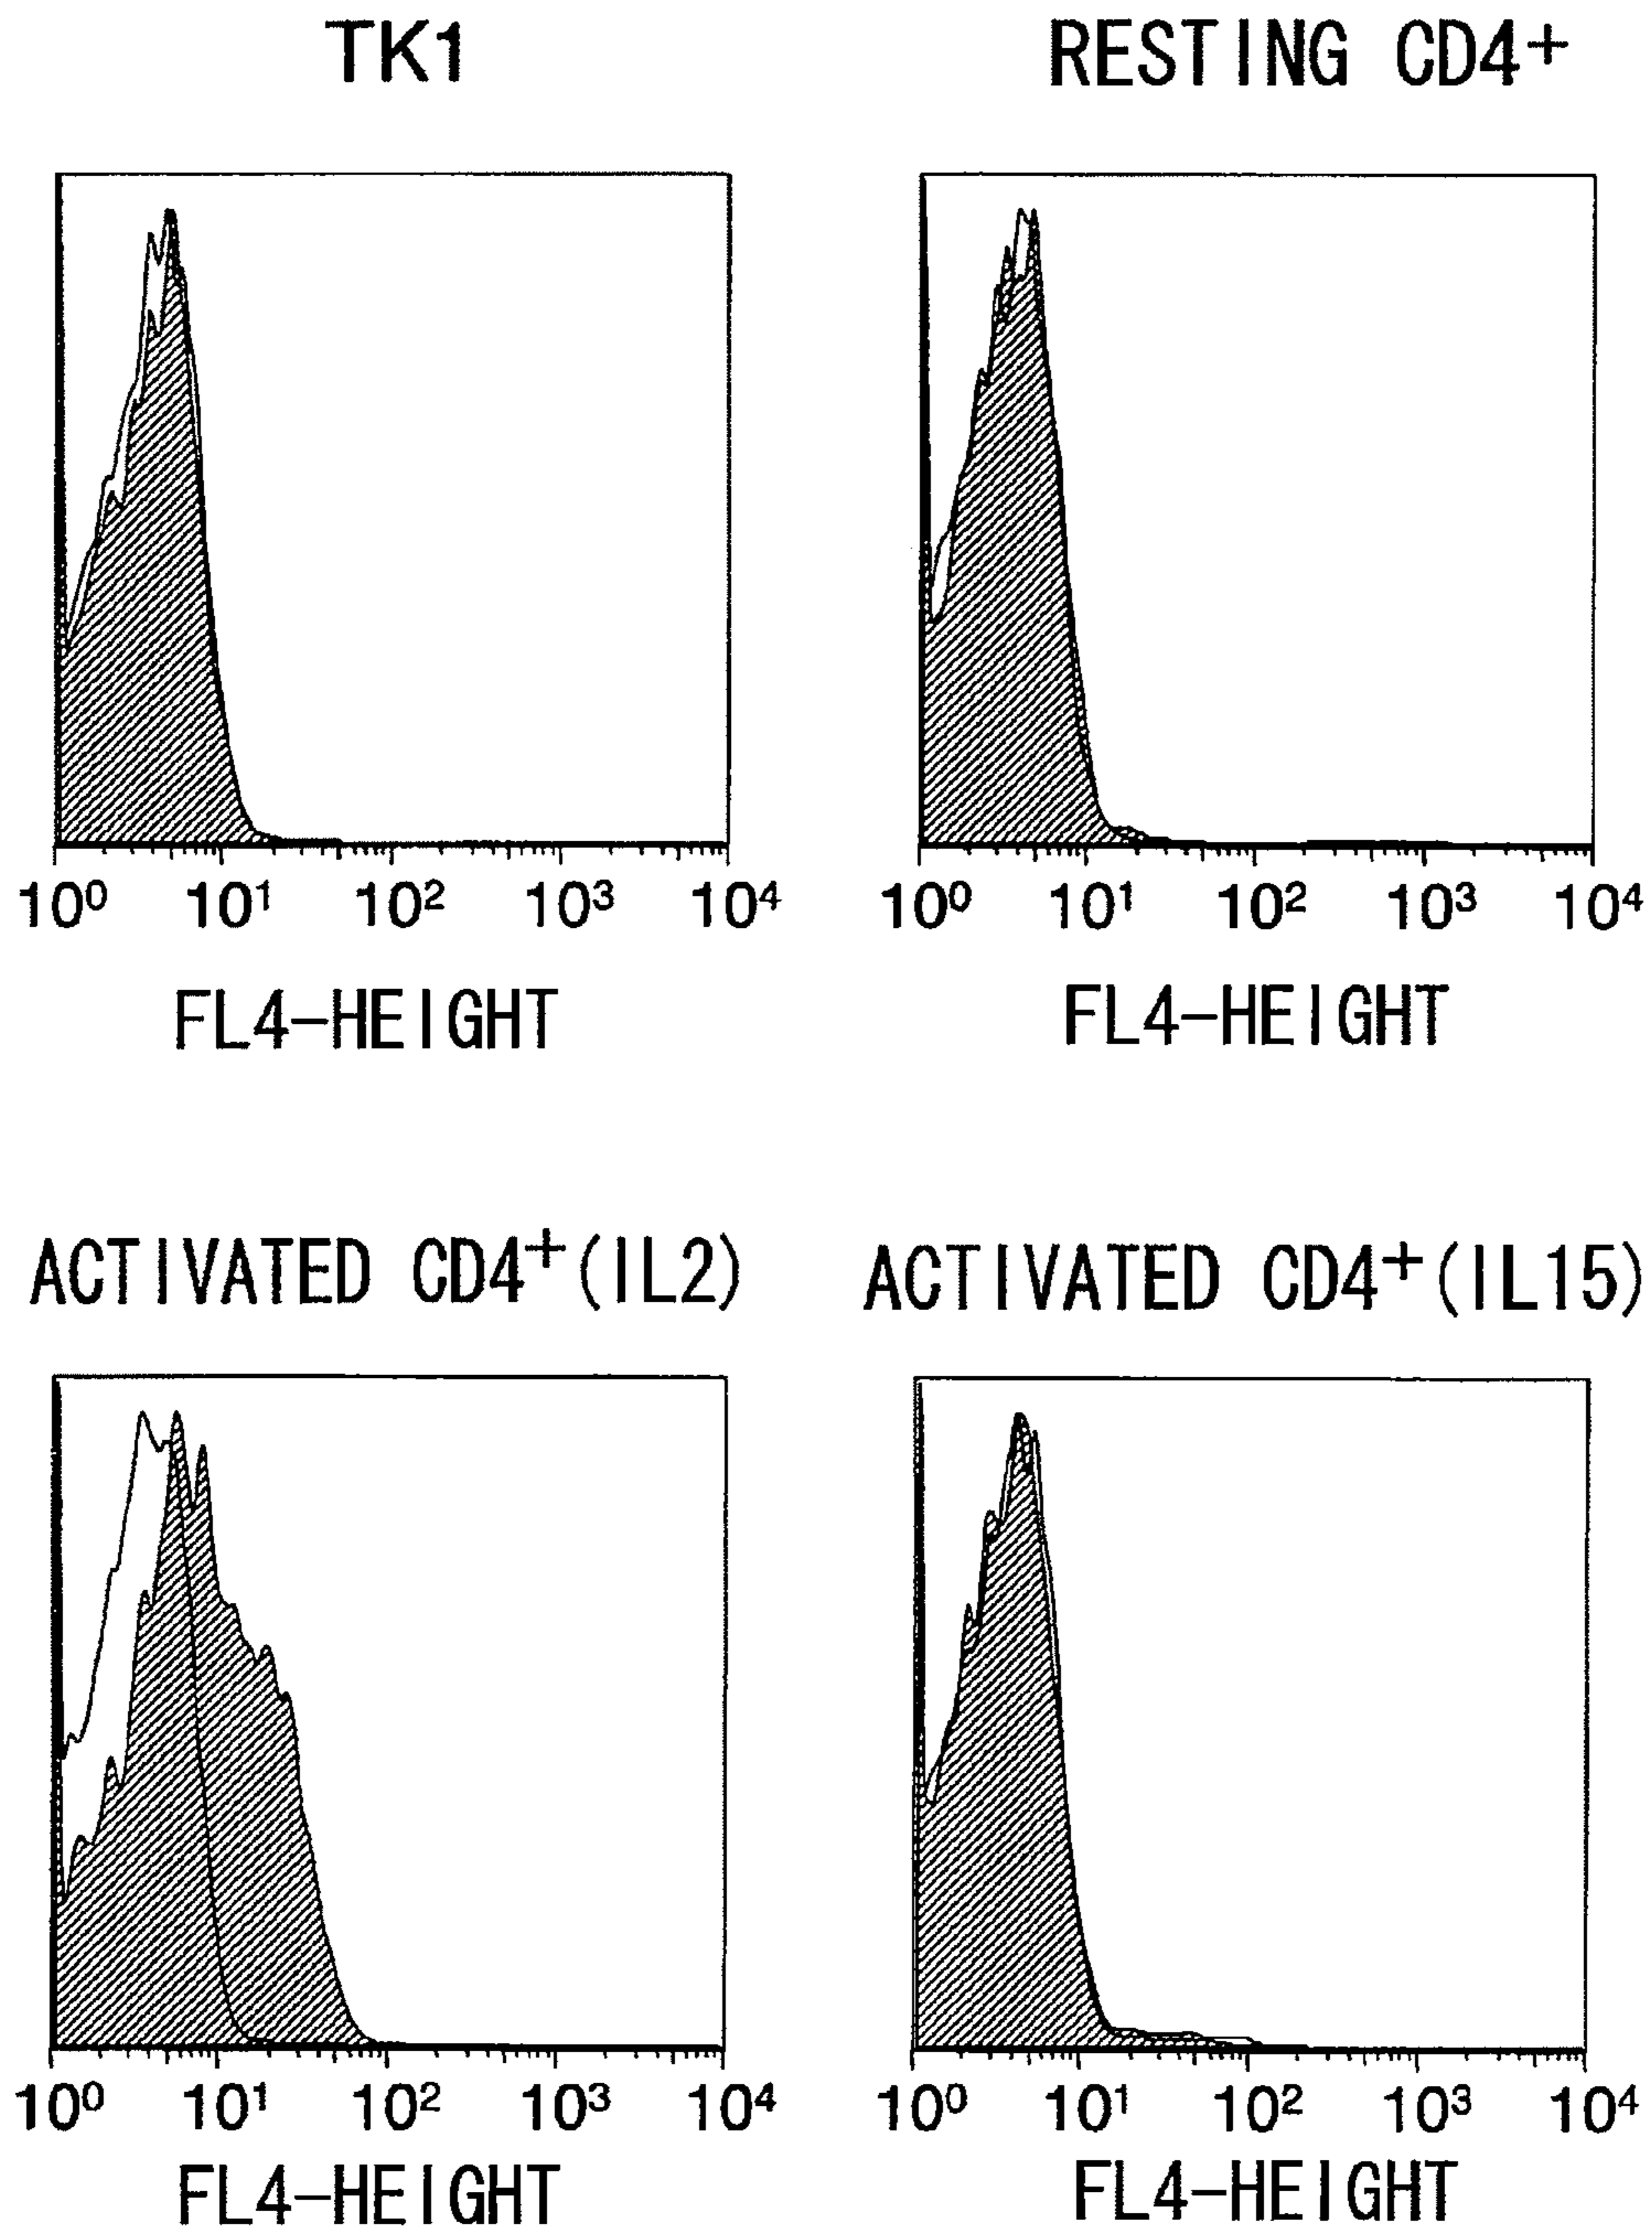 TK1
RESTING CD4⁺
10⁰ 10¹ 10² 10³ 10⁴
10⁰ 10¹ 10² 10³ 10⁴
FL4-HEIGHT
FL4-HEIGHT
ACTIVATED CD4⁺(IL2)
ACTIVATED CD4⁺(IL15)
10⁰ 10¹ 10² 10³ 10⁴
10⁰ 10¹ 10² 10³ 10⁴
FL4-HEIGHT
FL4-HEIGHT